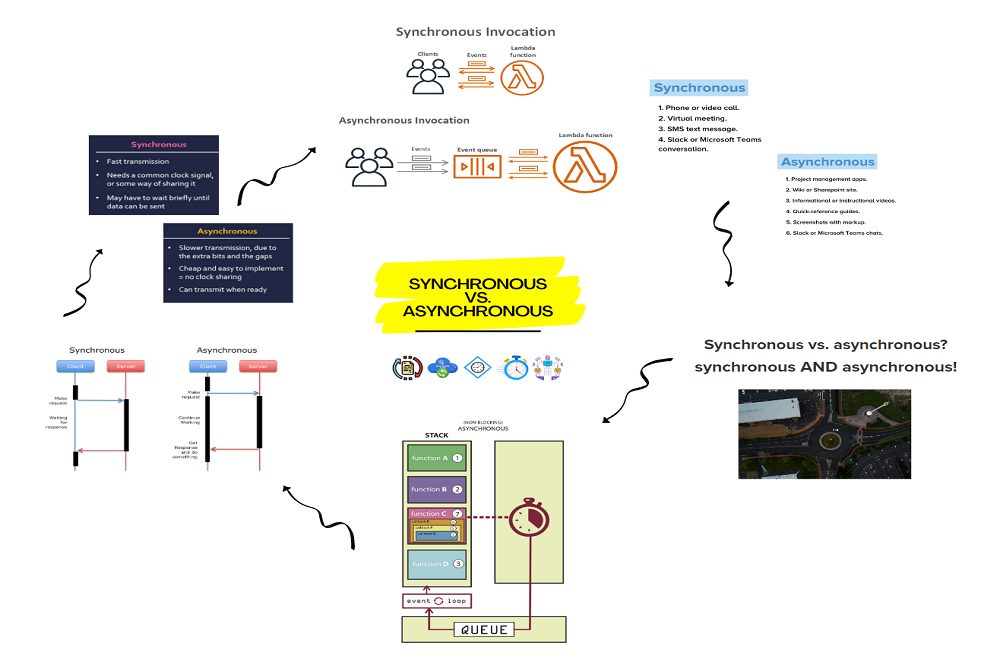 Synchronous Invocation
Clients
Events
Lambda
function
Asynchronous Invocation
Events
Event queue
Lambda function
Synchronous
1. Phone or video call.
2. Virtual meeting.
3. SMS text message.
4. Slack or Microsoft Teams
conversation.
Asynchronous
1. Project management apps.
2. Wiki or Sharepoint site.
3. Informational or instructional videos.
4. Quick-reference guides.
5. Screenshots with markup.
6. Slack or Microsoft Teams chats.
Synchronous
• Fast transmission
• Needs a common clock signal,
or some way of sharing it
• May have to wait briefly until
data can be sent
Asynchronous
• Slower transmission, due to
the extra bits and the gaps
• Cheap and easy to implement
= no clock sharing
• Can transmit when ready
SYNCHRONOUS
VS.
ASYNCHRONOUS
Synchronous vs. asynchronous?
synchronous AND asynchronous!
Synchronous
Client
Server
Make
request
Waiting
for
response
Asynchronous
Client
Server
Make
request
Continue
Working
Get
Response
and do
something
(NON-BLOCKING)
ASYNCHRONOUS
STACK
function A 1
function B 2
function C 7
function D 3
event loop
QUEUE